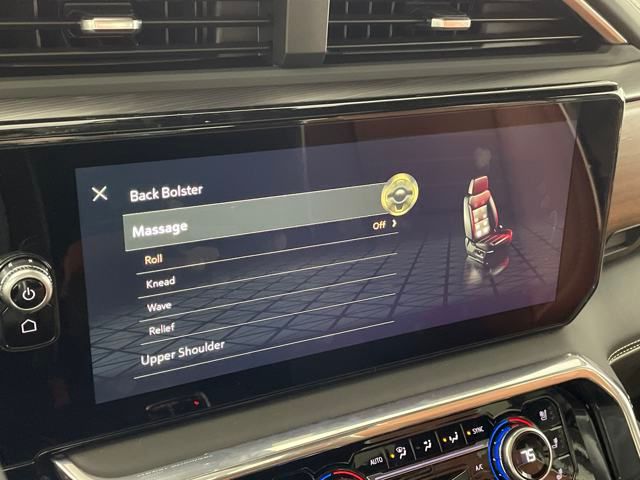 Back Bolster
Massage
Off
Roll
Knead
Wave
Relief
Upper Shoulder
AUTO
SYNC
A/C
75